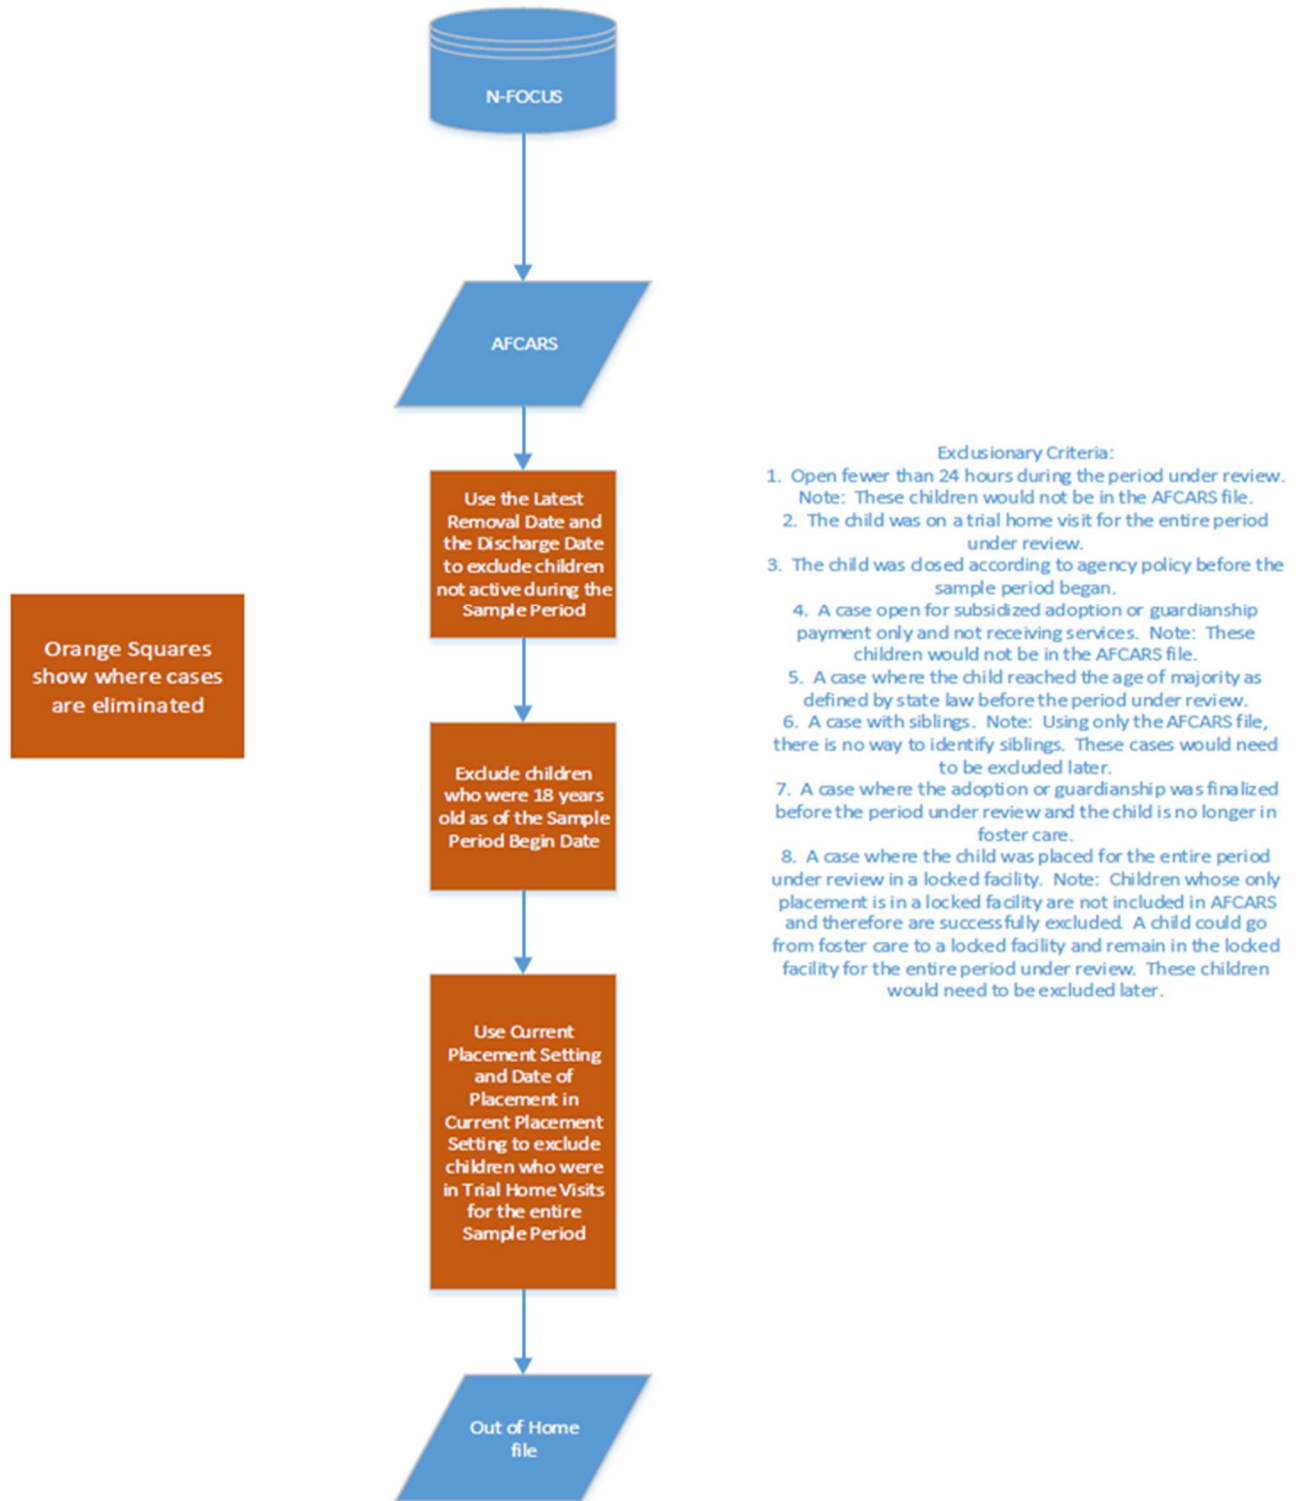 N-FOCUS
AFCARS
Use the Latest
Removal Date and
the Discharge Date
to exclude children
not active during the
Sample Period
Orange Squares
show where cases
are eliminated
Exclude children
who were 18 years
old as of the Sample
Period Begin Date
Use Current
Placement Setting
and Date of
Placement in
Current Placement
Setting to exclude
children who were
in Trial Home Visits
for the entire
Sample Period
Out of Home
file
Exclusionary Criteria:
1. Open fewer than 24 hours during the period under review.
Note: These children would not be in the AFCARS file.
2. The child was on a trial home visit for the entire period
under review.
3. The child was closed according to agency policy before the
sample period began.
4. A case open for subsidized adoption or guardianship
payment only and not receiving services. Note: These
children would not be in the AFCARS file.
5. A case where the child reached the age of majority as
defined by state law before the period under review.
6. A case with siblings. Note: Using only the AFCARS file,
there is no way to identify siblings. These cases would need
to be excluded later.
7. A case where the adoption or guardianship was finalized
before the period under review and the child is no longer in
foster care.
8. A case where the child was placed for the entire period
under review in a locked facility. Note: Children whose only
placement is in a locked facility are not included in AFCARS
and therefore are successfully excluded. A child could go
from foster care to a locked facility and remain in the locked
facility for the entire period under review. These children
would need to be excluded later.